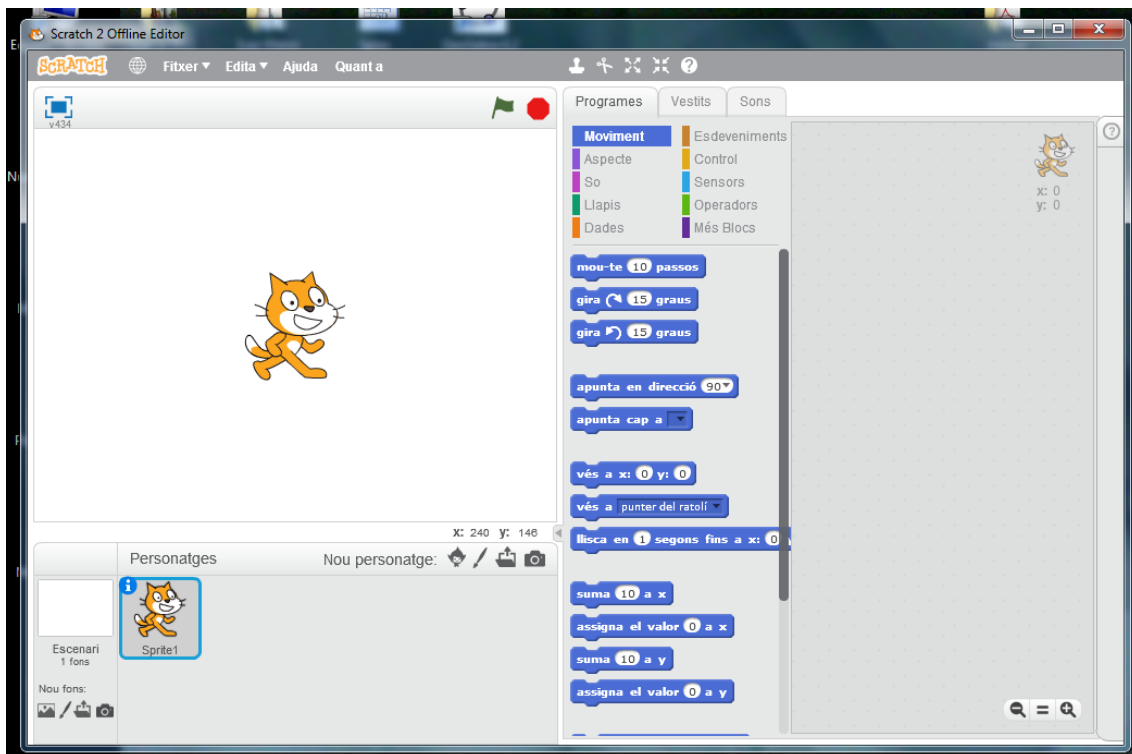 Scratch 2 Offline Editor
SCRATCH Fitxer Edita Ajuda Quant a
v434
Programes Vestits Sons
Moviment Esdeveniments
Aspecte Control
So Sensors
Llapis Operadors
Dades Més Blocs
x: 0
y: 0
mou-te 10 passos
gira 15 graus
gira 15 graus
apunta en direcció 90
apunta cap a
vés a x: 0 y: 0
vés a punter del ratolí
llisca en 1 segons fins a x: 0
suma 10 a x
assigna el valor 0 a x
suma 10 a y
assigna el valor 0 a y
x: 240 y: 146
Personatges Nou personatge:
Escenari
1 fons
Sprite1
Nou fons: